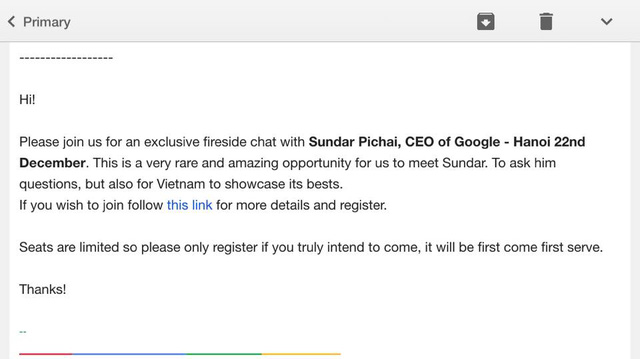 Primary
------------------
Hi!
Please join us for an exclusive fireside chat with Sundar Pichai, CEO of Google - Hanoi 22nd
December. This is a very rare and amazing opportunity for us to meet Sundar. To ask him
questions, but also for Vietnam to showcase its bests.
If you wish to join follow this link for more details and register.
Seats are limited so please only register if you truly intend to come, it will be first come first serve.
Thanks!
--